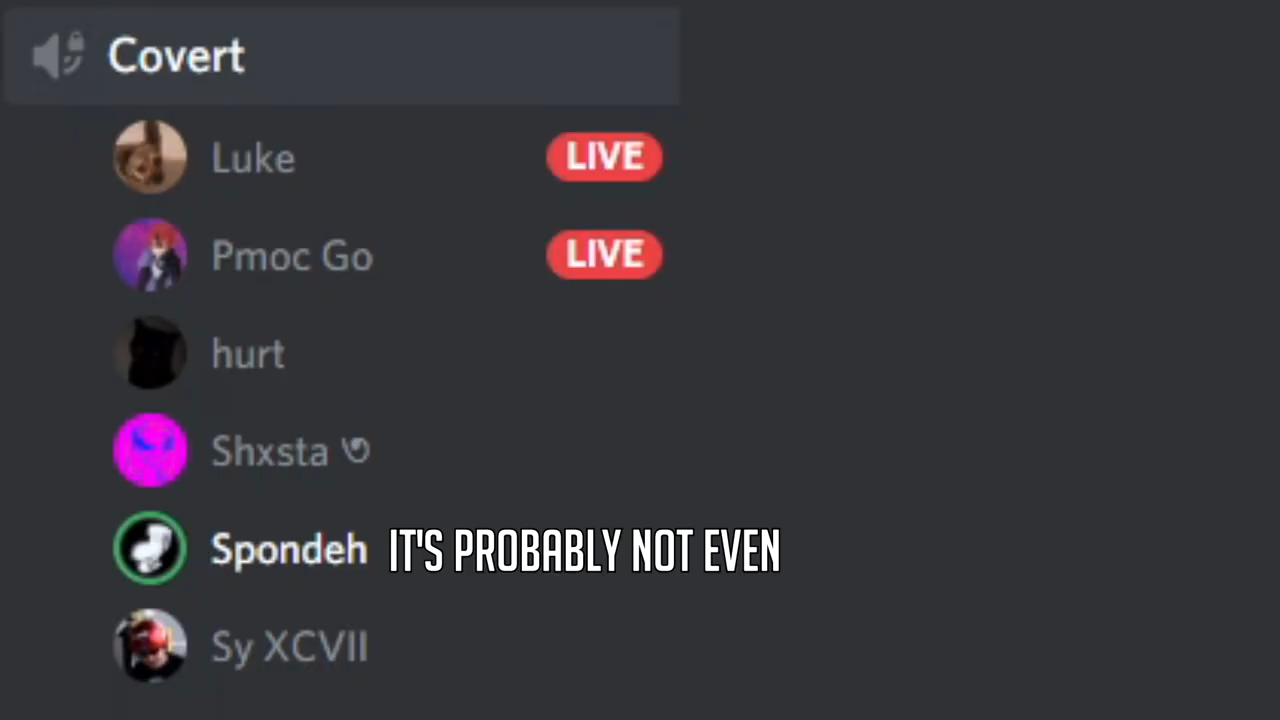 Covert
Luke LIVE
Pmoc Go LIVE
hurt
Shxsta
Spondeh IT'S PROBABLY NOT EVEN
Sy XCVII